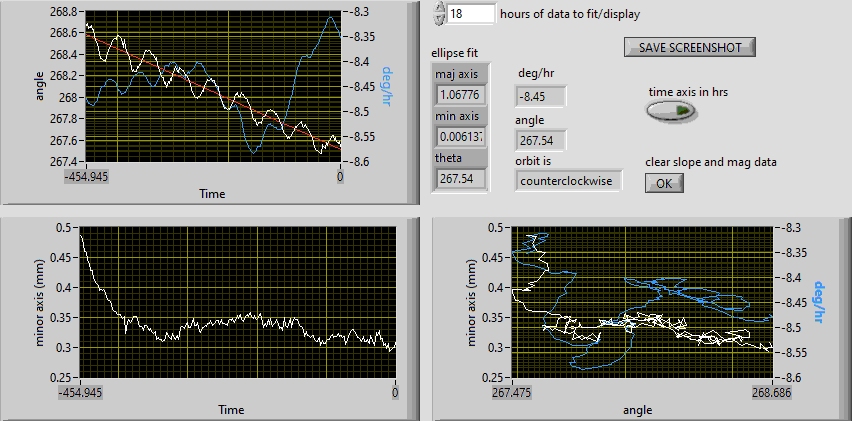 268.8
268.6
268.4
268.2
268
267.8
267.6
267.4
angle
-8.3
-8.35
-8.4
-8.45
-8.5
-8.55
-8.6
deg/hr
-454.945
0
Time
18 hours of data to fit/display
SAVE SCREENSHOT
ellipse fit
maj axis
1.06776
min axis
0.006137
theta
267.54
deg/hr
-8.45
angle
267.54
orbit is
counterclockwise
time axis in hrs
clear slope and mag data
OK
0.5
0.45
0.4
0.35
0.3
0.25
minor axis (mm)
-454.945
0
Time
0.5
0.45
0.4
0.35
0.3
0.25
minor axis (mm)
-8.3
-8.35
-8.4
-8.45
-8.5
-8.55
-8.6
deg/hr
267.475
268.686
angle